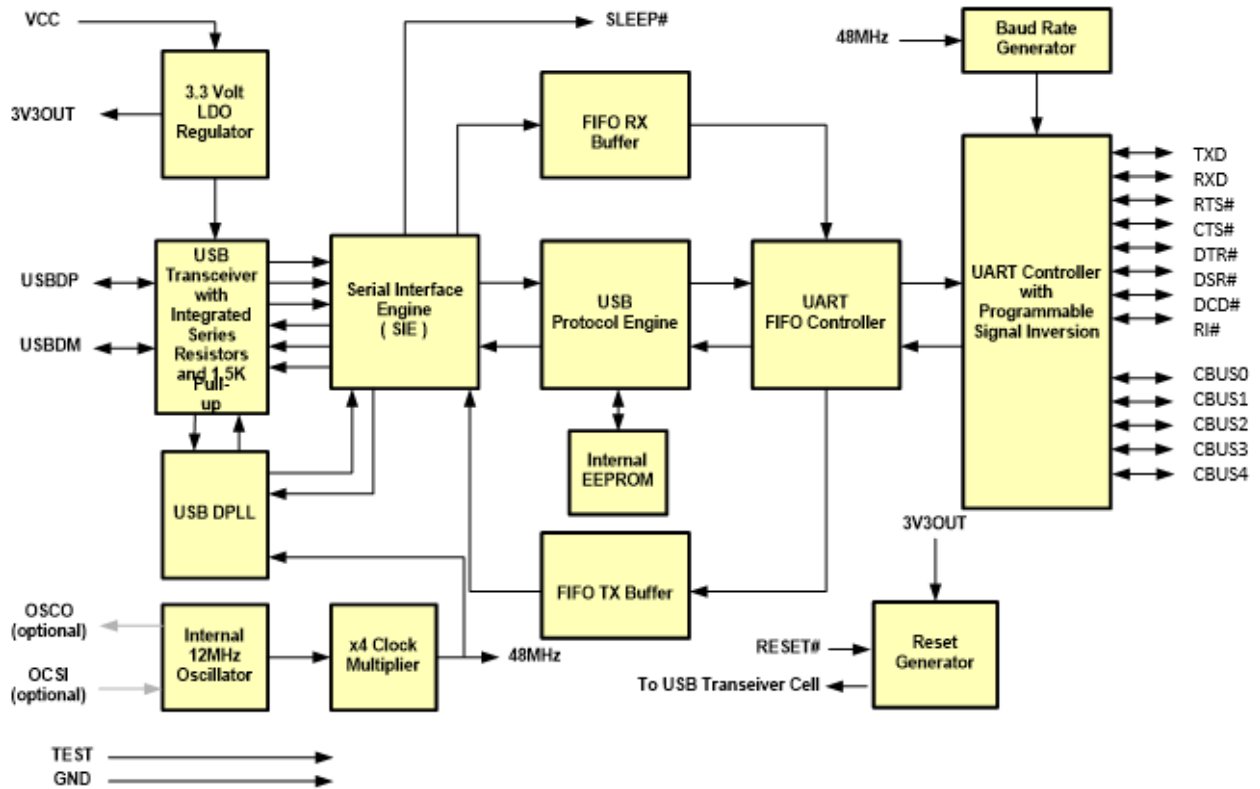 VCC
SLEEP#
48MHz
Baud Rate
Generator
3.3 Volt
LDO
Regulator
3V3OUT
FIFO RX
Buffer
TXD
RXD
RTS#
CTS#
DTR#
DSR#
DCD#
RI#
CBUS0
CBUS1
CBUS2
CBUS3
CBUS4
USBDP
USBDM
USB
Transceiver
with
Integrated
Series
Resistors
and 1.5K
Pull-
up
Serial Interface
Engine
( SIE )
USB
Protocol Engine
UART
FIFO Controller
UART Controller
with
Programmable
Signal Inversion
USB DPLL
Internal
EEPROM
3V3OUT
FIFO TX Buffer
OSCO
(optional)
OCSI
(optional)
Internal
12MHz
Oscillator
x4 Clock
Multiplier
48MHz
RESET#
To USB Transeiver Cell
Reset
Generator
TEST
GND